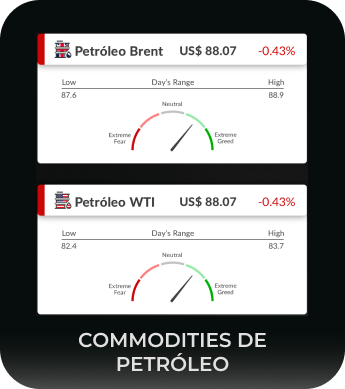 Petróleo Brent US$ 88.07 -0.43%
Low Day's Range High
87.6 88.9
Neutral
Extreme Fear Extreme Greed
Petróleo WTI US$ 88.07 -0.43%
Low Day's Range High
82.4 83.7
Neutral
Extreme Fear Extreme Greed
COMMODITIES DE
PETRÓLEO